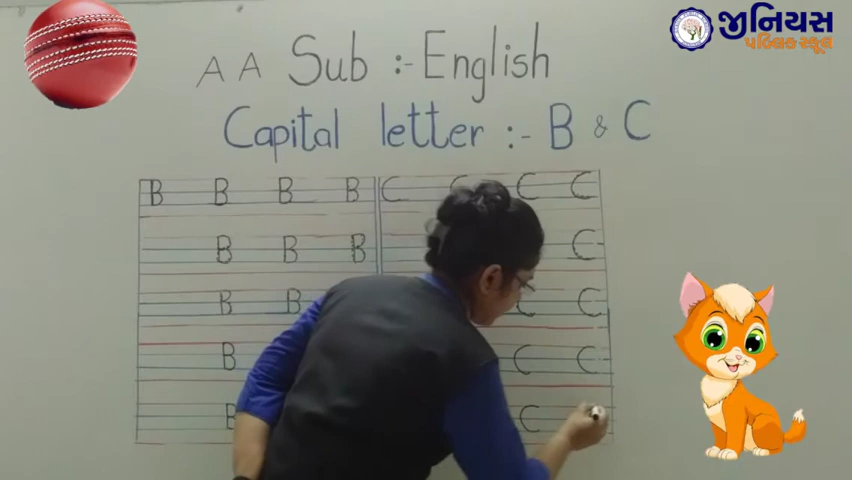 જીનિયસ
પબ્લિક સ્કૂલ
A A Sub :- English
Capital letter :- B & C
B B B B C C C C
B B B C
B B C C
B C C
B C